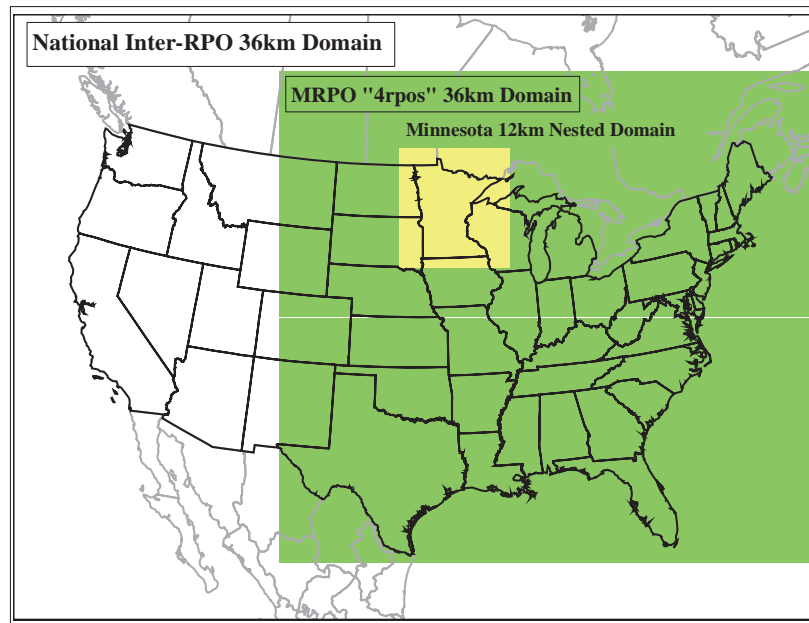 National Inter-RPO 36km Domain
MRPO "4rpos" 36km Domain
Minnesota 12km Nested Domain